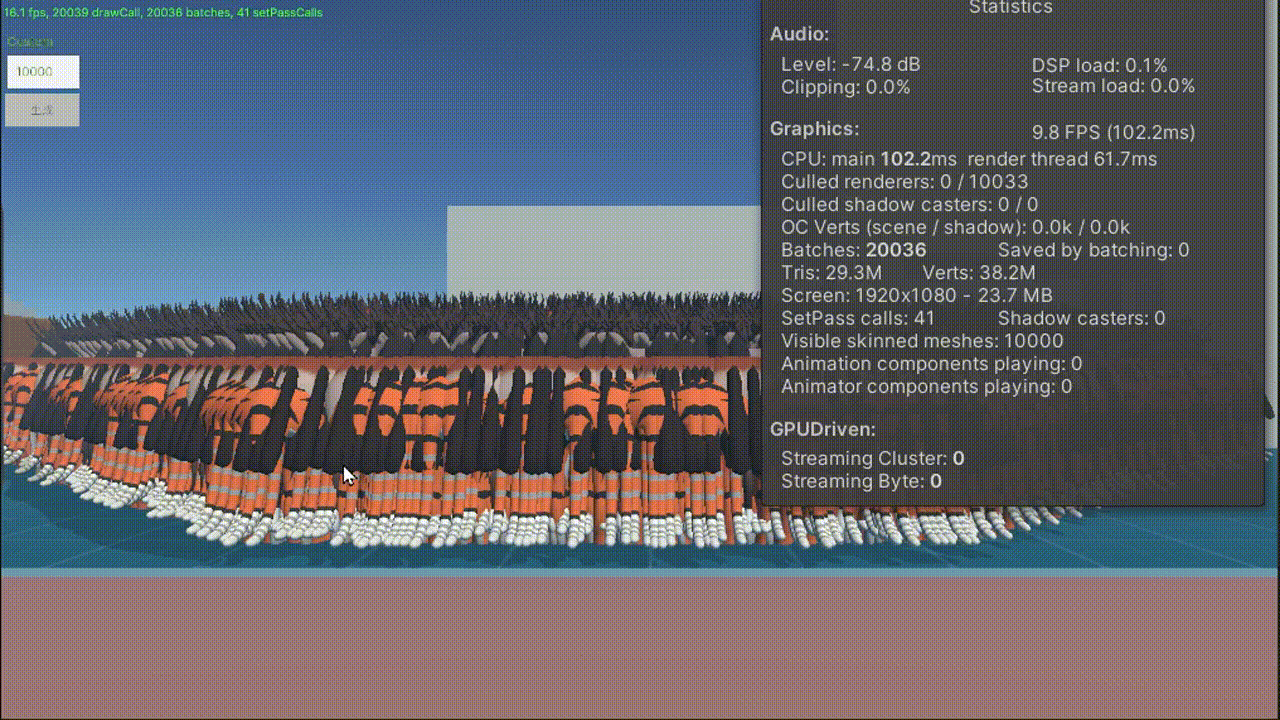 16.1 fps, 20039 drawCall, 20036 batches, 41 setPassCalls
10000
生成
Statistics
Audio:
Level: -74.8 dB DSP load: 0.1%
Clipping: 0.0% Stream load: 0.0%
Graphics: 9.8 FPS (102.2ms)
CPU: main 102.2ms render thread 61.7ms
Culled renderers: 0 / 10033
Culled shadow casters: 0 / 0
OC Verts (scene / shadow): 0.0k / 0.0k
Batches: 20036 Saved by batching: 0
Tris: 29.3M Verts: 38.2M
Screen: 1920x1080 - 23.7 MB
SetPass calls: 41 Shadow casters: 0
Visible skinned meshes: 10000
Animation components playing: 0
Animator components playing: 0
GPUDriven:
Streaming Cluster: 0
Streaming Byte: 0